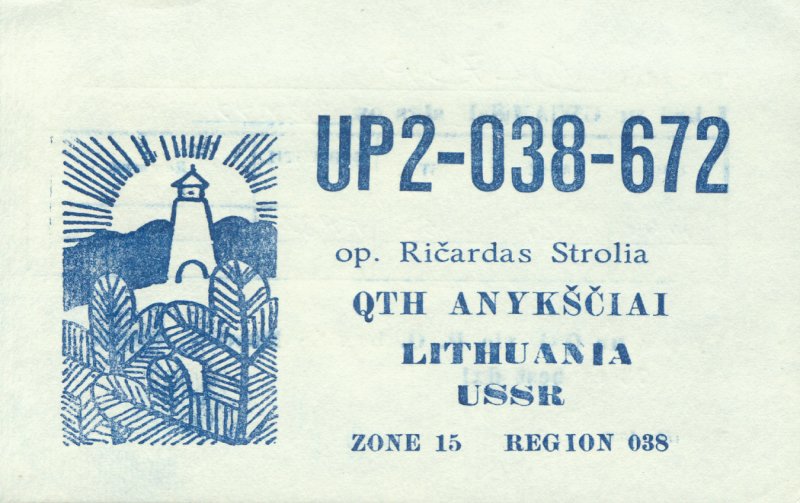 UP2-038-672
op. Ričardas Strolia
QTH ANYKŠČIAI
LITHUANIA
USSR
ZONE 15 REGION 038